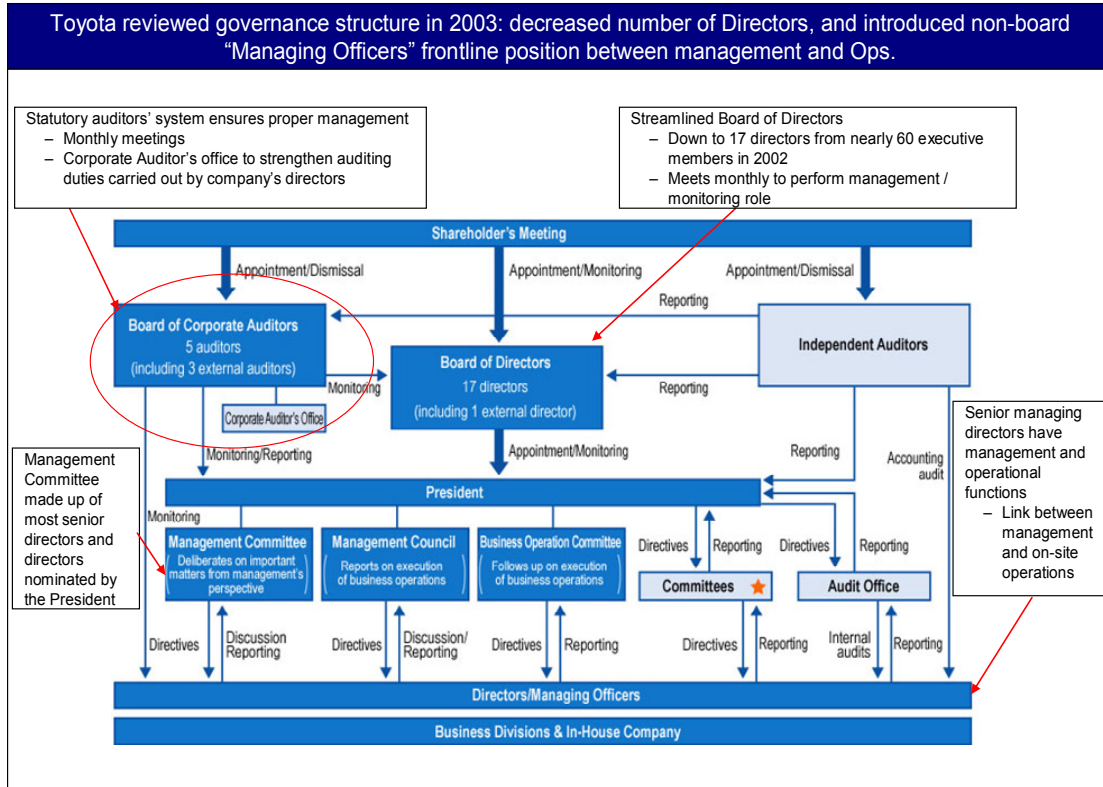 Toyota reviewed governance structure in 2003: decreased number of Directors, and introduced non-board
“Managing Officers” frontline position between management and Ops.
Statutory auditors’ system ensures proper management
– Monthly meetings
– Corporate Auditor’s office to strengthen auditing
duties carried out by company’s directors
Streamlined Board of Directors
– Down to 17 directors from nearly 60 executive
members in 2002
– Meets monthly to perform management /
monitoring role
Shareholder’s Meeting
Appointment/Dismissal
Appointment/Monitoring
Appointment/Dismissal
Reporting
Board of Corporate Auditors
5 auditors
(including 3 external auditors)
Corporate Auditor's Office
Monitoring
Board of Directors
17 directors
(including 1 external director)
Reporting
Independent Auditors
Monitoring/Reporting
Appointment/Monitoring
Reporting
Accounting
audit
Senior managing
directors have
management and
operational
functions
– Link between
management
and on-site
operations
Management
Committee
made up of
most senior
directors and
directors
nominated by
the President
President
Monitoring
Management Committee
(Deliberates on important
matters from management's
perspective)
Management Council
(Reports on execution
of business operations)
Business Operation Committee
(Follows up on execution
of business operations)
Directives
Reporting
Directives
Reporting
Committees
Audit Office
Directives
Directives
Discussion
Reporting
Directives
Discussion/
Reporting
Directives
Reporting
Directives
Reporting
Internal
audits
Reporting
Directors/Managing Officers
Business Divisions & In-House Company